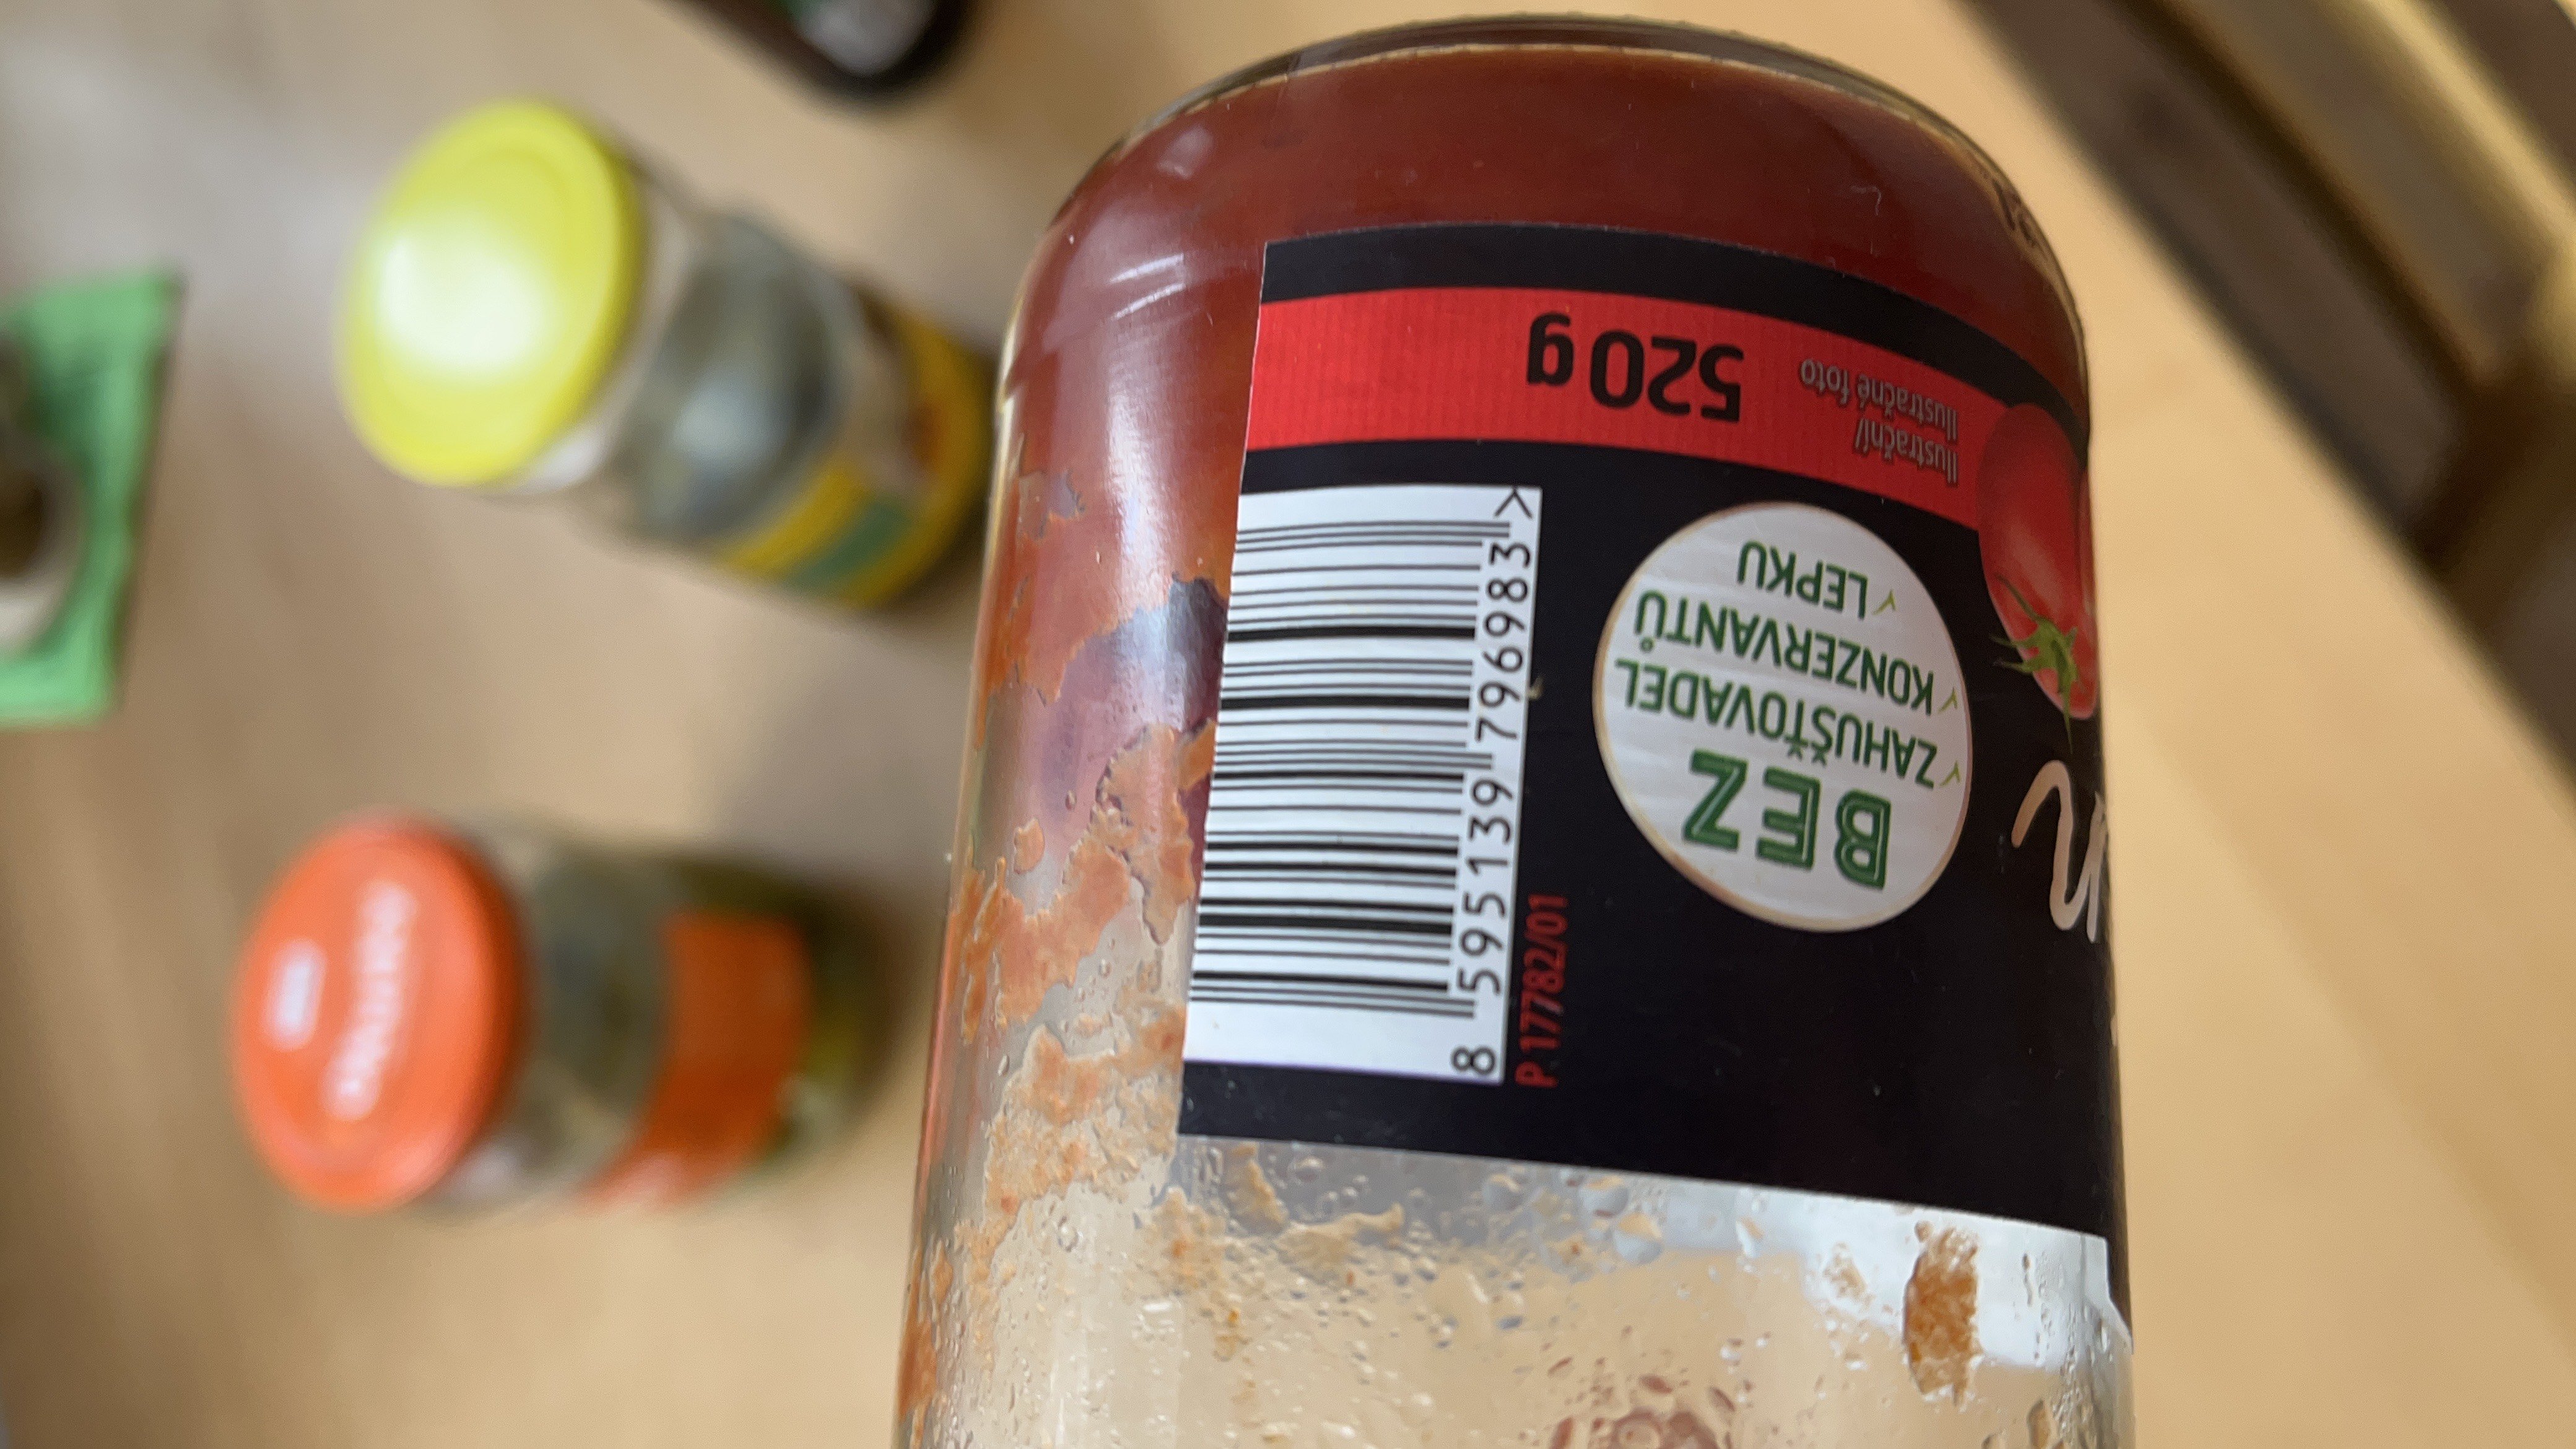 BEZ
✓ ZAHUŠŤOVADEL
✓ KONZERVANTŮ
✓ LEPKU
Ilustrační/
Ilustračné foto
520 g
8 595139 796983 >
P 17782/01